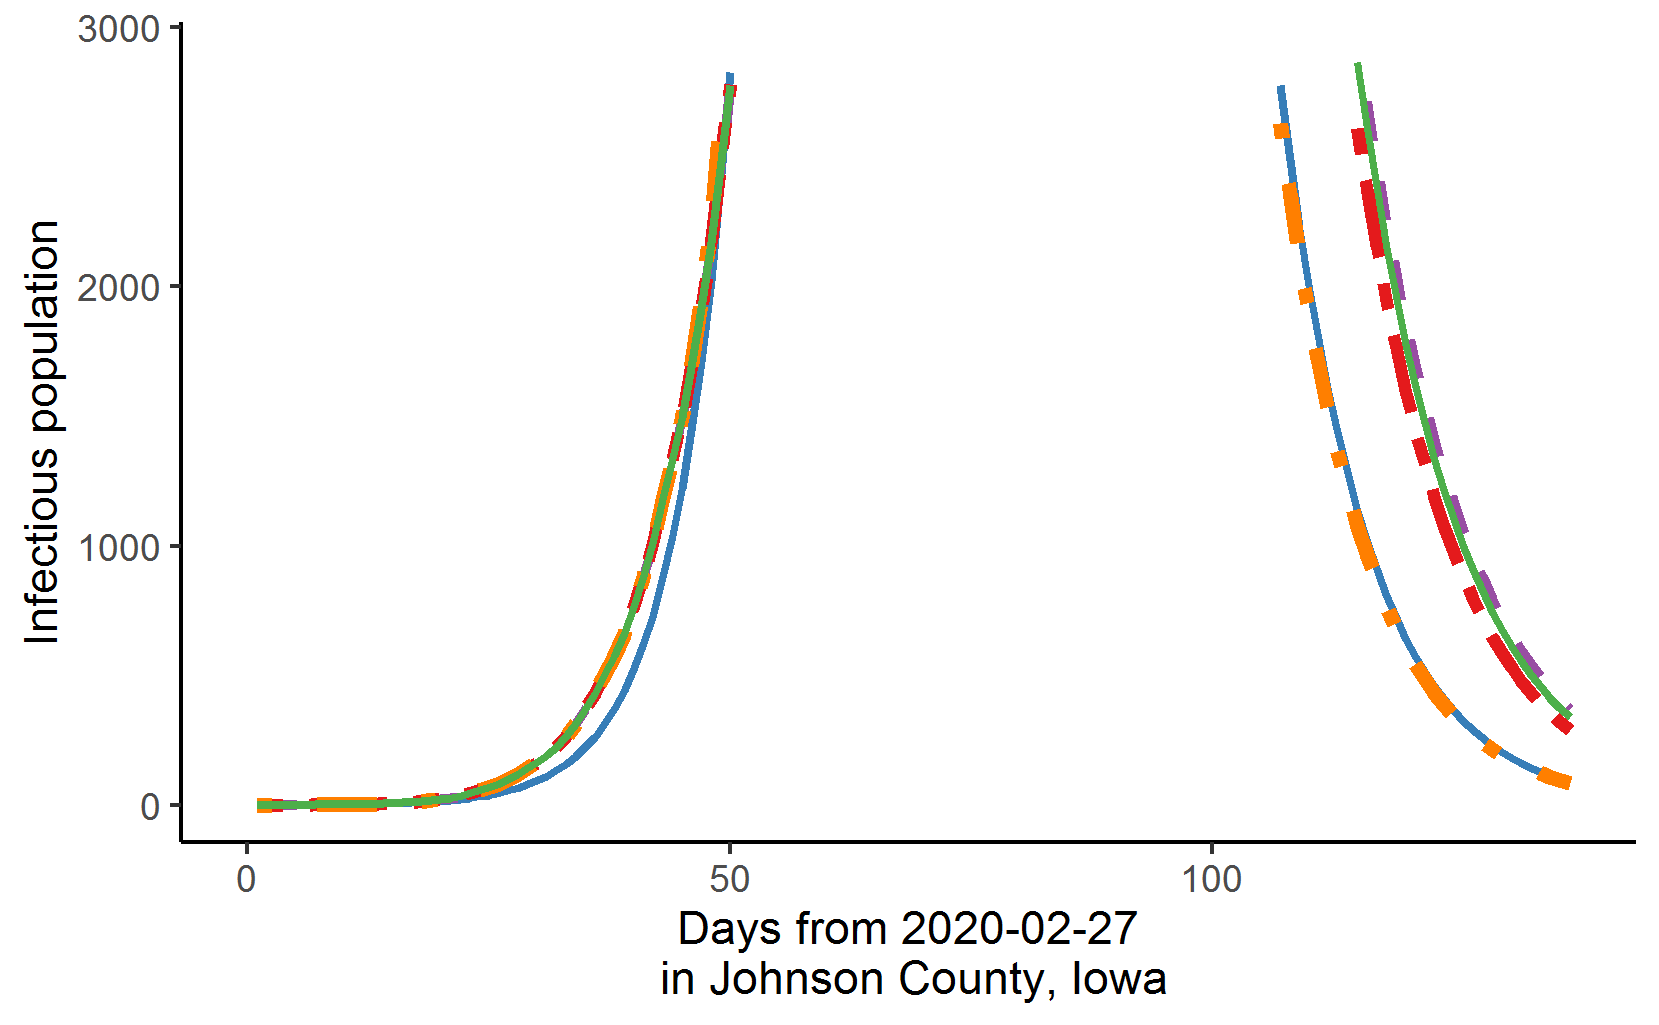 3000
2000
1000
0
Infectious population
0 50 100
Days from 2020-02-27
in Johnson County, Iowa